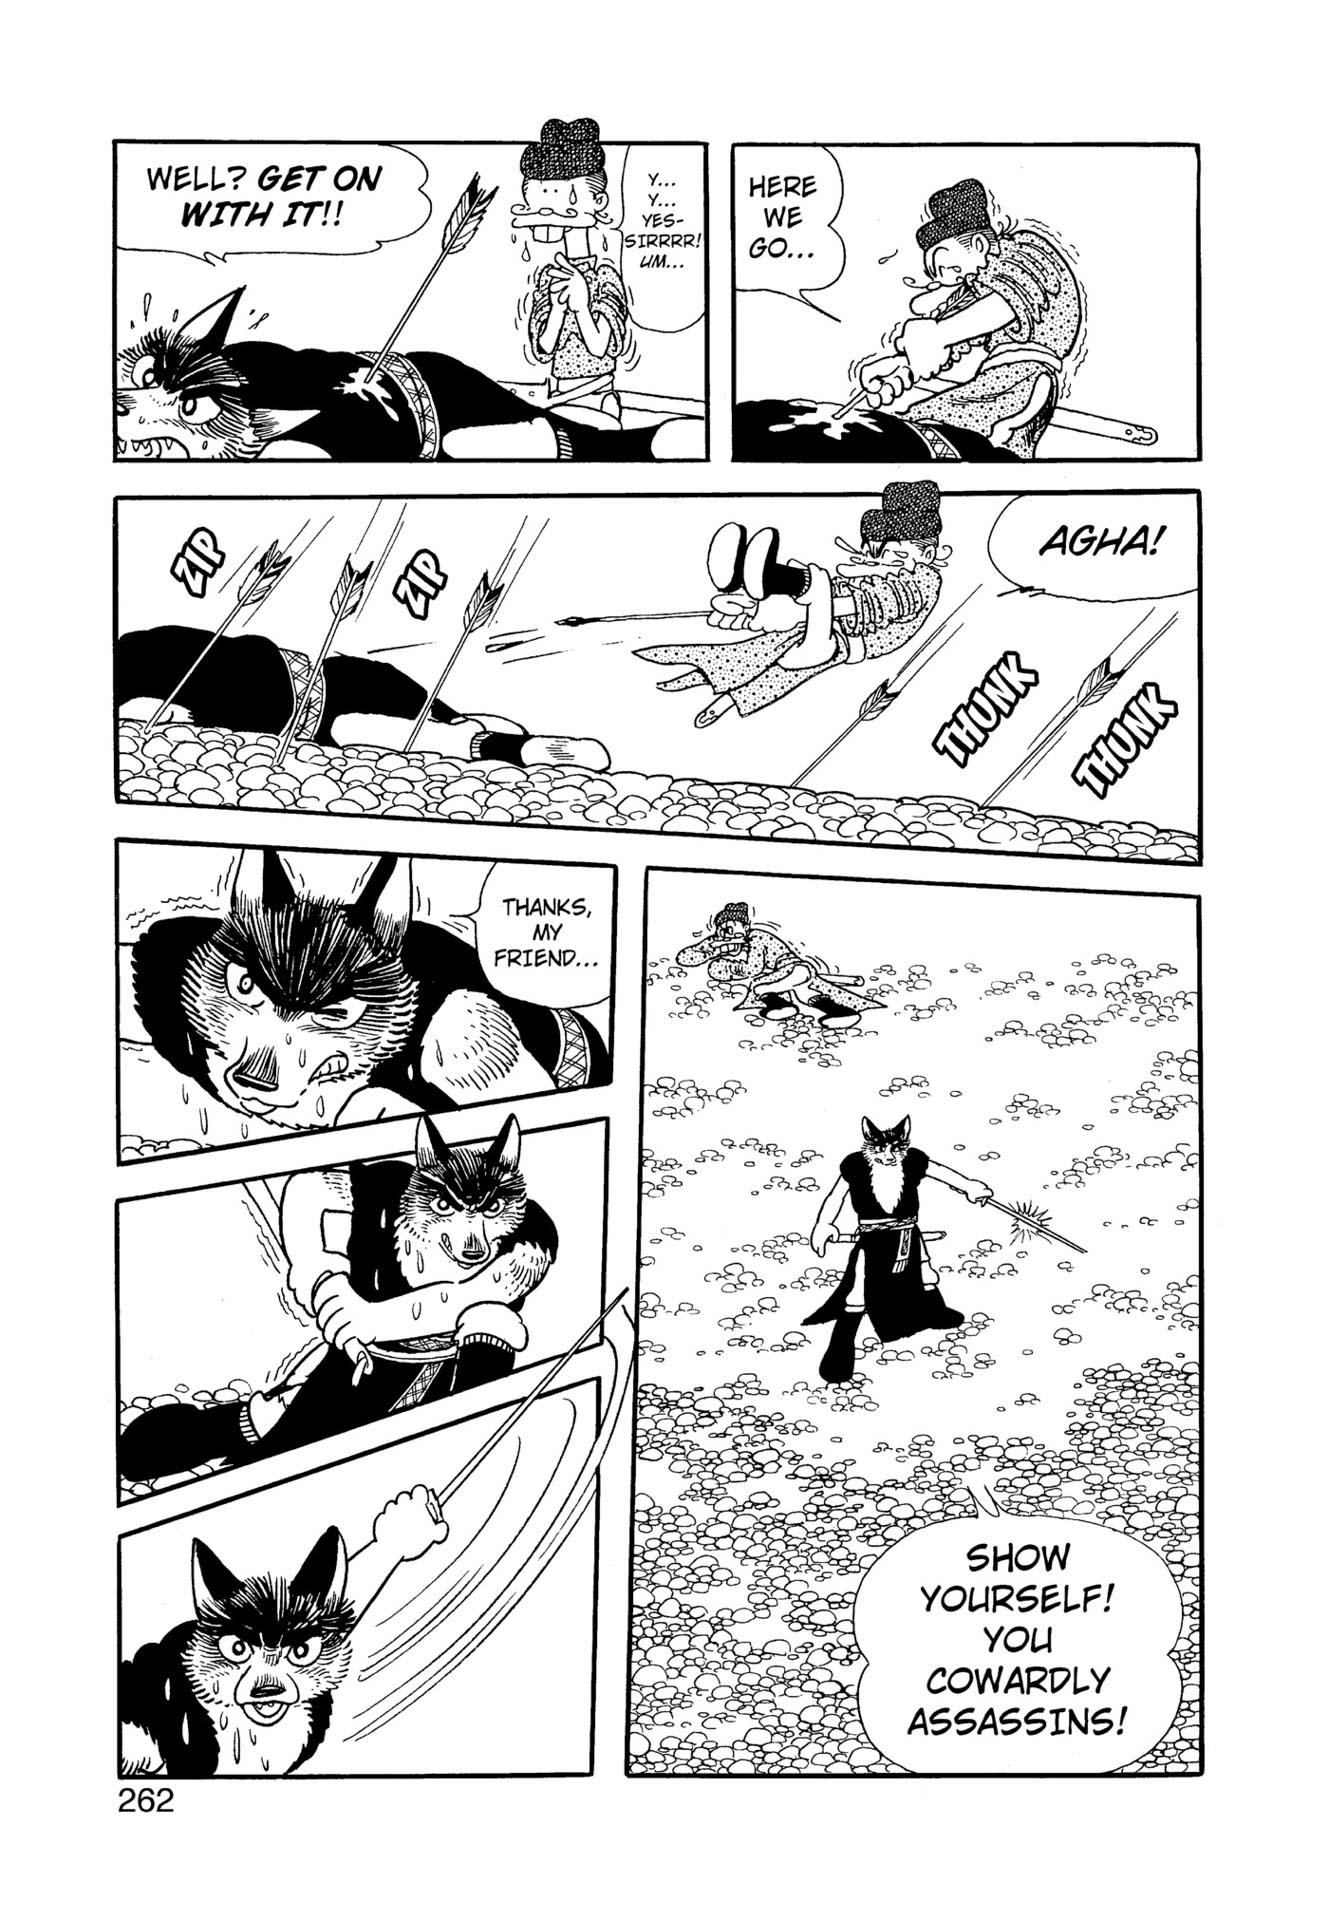 WELL? GET ON
WITH IT!!
Y...
Y...
YES-
SIRRRR!
UM...
HERE
WE
GO...
ZIP
ZIP
AGHA!
THUNK
THUNK
THANKS,
MY
FRIEND...
SHOW
YOURSELF!
YOU
COWARDLY
ASSASSINS!
262